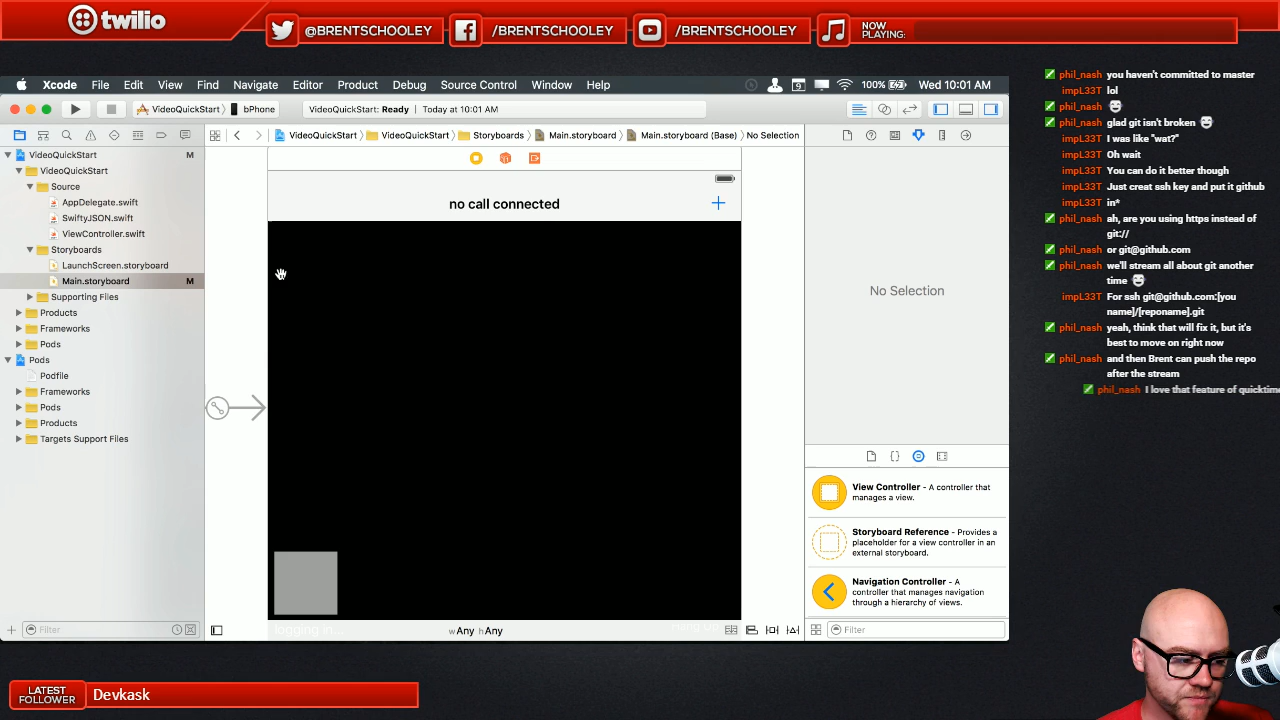 twilio
@BRENTSCHOOLEY
/BRENTSCHOOLEY
/BRENTSCHOOLEY
NOW
PLAYING:
Xcode File Edit View Find Navigate Editor Product Debug Source Control Window Help
100% Wed 10:01 AM
VideoQuickStart bPhone
VideoQuickStart: Ready Today at 10:01 AM
VideoQuickStart VideoQuickStart Storyboards Main.storyboard Main.storyboard (Base) No Selection
VideoQuickStart M
VideoQuickStart
Source
AppDelegate.swift
SwiftyJSON.swift
ViewController.swift
Storyboards
LaunchScreen.storyboard
Main.storyboard M
Supporting Files
Products
Frameworks
Pods
Pods
Podfile
Frameworks
Pods
Products
Targets Support Files
Filter
no call connected
wAny hAny
No Selection
View Controller - A controller that
manages a view.
Storyboard Reference - Provides a
placeholder for a view controller in an
external storyboard.
Navigation Controller - A
controller that manages navigation
through a hierarchy of views.
Filter
phil_nash you haven't committed to master
impL33T lol
phil_nash
phil_nash glad git isn't broken
impL33T I was like "wat?"
impL33T Oh wait
impL33T You can do it better though
impL33T Just creat ssh key and put it github
impL33T in*
phil_nash ah, are you using https instead of
git://
phil_nash or git@github.com
phil_nash we'll stream all about git another
time
impL33T For ssh git@github.com:[you
name]/[reponame].git
phil_nash yeah, think that will fix it, but it's
best to move on right now
phil_nash and then Brent can push the repo
after the stream
phil_nash I love that feature of quicktime
LATEST
FOLLOWER
Devkask